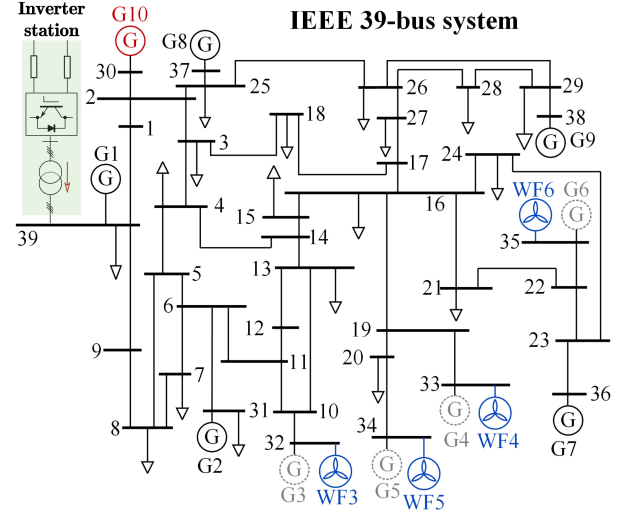 Inverter
station
IEEE 39-bus system
G10
G
G8
G
30
37
2
25
26
28
29
1
18
27
38
G
G9
3
17
24
G1
G
4
16
WF6
G6
G
15
14
39
35
13
5
6
21
22
12
19
23
9
11
20
7
33
36
31
10
8
G
G2
32
34
G
G4
WF4
G
G7
G
G3
WF3
G
G5
WF5